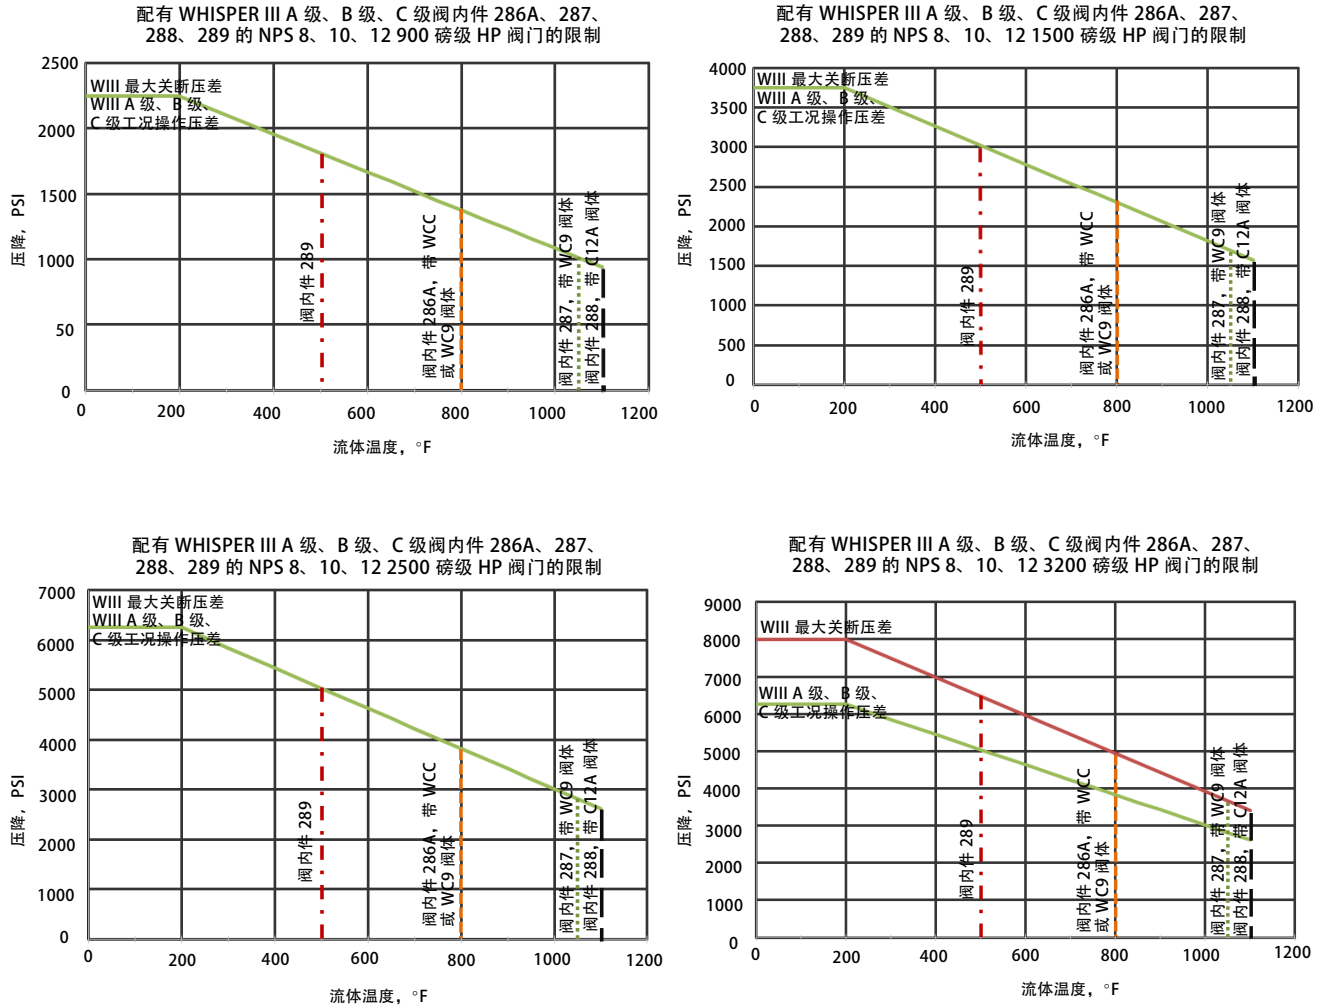 配有 WHISPER III A 级、B 级、C 级阀内件 286A、287、
288、289 的 NPS 8、10、12 900 磅级 HP 阀门的限制
2500
2000
1500
1000
50
0
压降, PSI
WIII 最大关断压差
WIII A 级、B 级、
C 级工况操作压差
阀内件 289
阀内件 286A，带 WCC
或 WC9 阀体
阀内件 287，带 WC9 阀体
阀内件 288，带 C12A 阀体
0 200 400 600 800 1000 1200
流体温度，°F
配有 WHISPER III A 级、B 级、C 级阀内件 286A、287、
288、289 的 NPS 8、10、12 1500 磅级 HP 阀门的限制
4000
3500
3000
2500
2000
1500
1000
500
0
压降, PSI
WIII 最大关断压差
WIII A 级、B 级、
C 级工况操作压差
阀内件 289
阀内件 286A，带 WCC
或 WC9 阀体
阀内件 287，带 WC9 阀体
阀内件 288，带 C12A 阀体
0 200 400 600 800 1000 1200
流体温度，°F
配有 WHISPER III A 级、B 级、C 级阀内件 286A、287、
288、289 的 NPS 8、10、12 2500 磅级 HP 阀门的限制
7000
6000
5000
4000
3000
2000
1000
0
压降, PSI
WIII 最大关断压差
WIII A 级、B 级、
C 级工况操作压差
阀内件 289
阀内件 286A，带 WCC
或 WC9 阀体
阀内件 287，带 WC9 阀体
阀内件 288，带 C12A 阀体
0 200 400 600 800 1000 1200
流体温度，°F
配有 WHISPER III A 级、B 级、C 级阀内件 286A、287、
288、289 的 NPS 8、10、12 3200 磅级 HP 阀门的限制
9000
8000
7000
6000
5000
4000
3000
2000
1000
0
压降, PSI
WIII 最大关断压差
WIII A 级、B 级、
C 级工况操作压差
阀内件 289
阀内件 286A，带 WCC
或 WC9 阀体
阀内件 287，带 WC9 阀体
阀内件 288，带 C12A 阀体
0 200 400 600 800 1000 1200
流体温度，°F